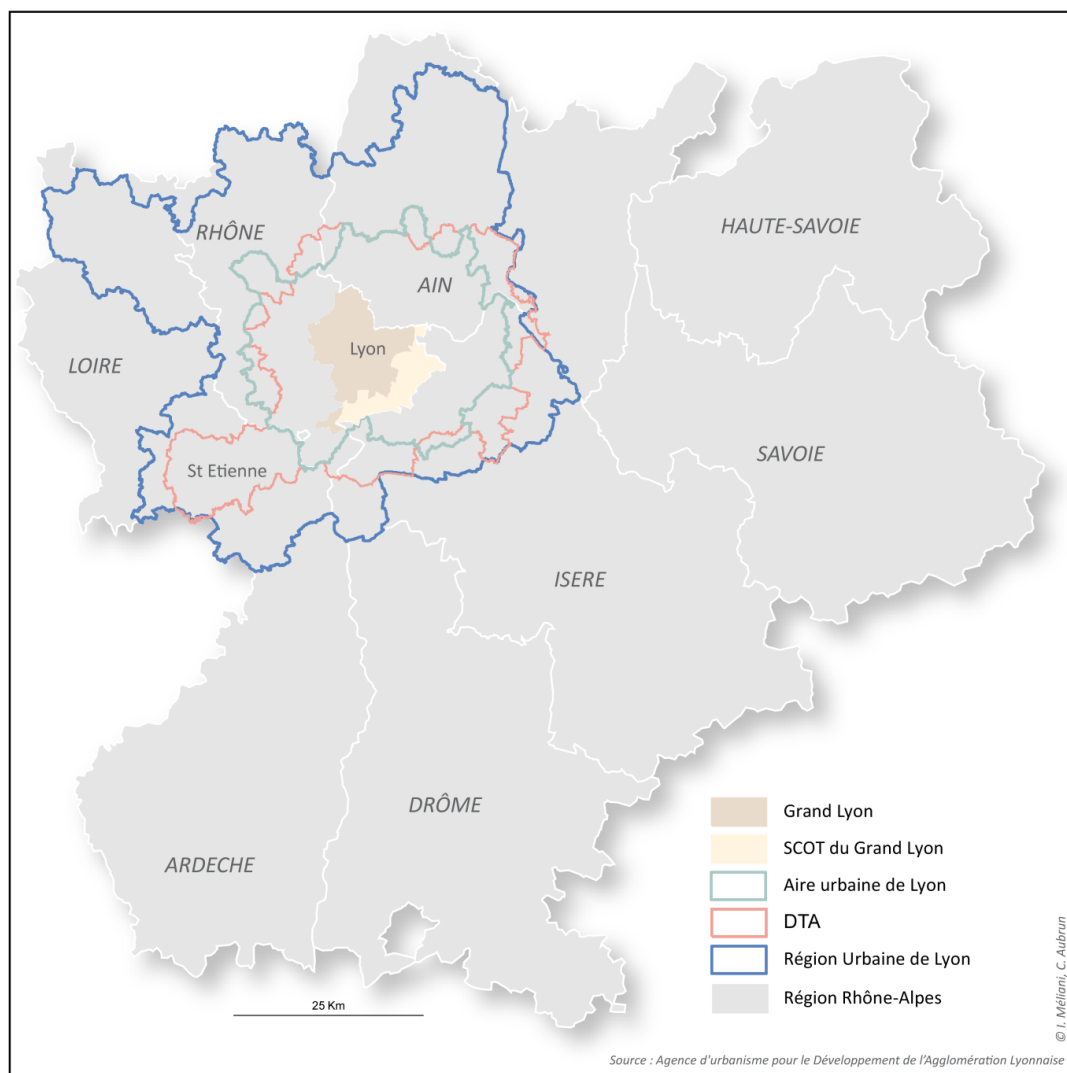 HAUTE-SAVOIE
RHÔNE
AIN
Lyon
LOIRE
SAVOIE
St Etienne
ISERE
DRÔME
ARDECHE
Grand Lyon
SCOT du Grand Lyon
Aire urbaine de Lyon
DTA
Région Urbaine de Lyon
Région Rhône-Alpes
25 Km
© I. Méliani, C. Aubrun
Source : Agence d'urbanisme pour le Développement de l'Agglomération Lyonnaise